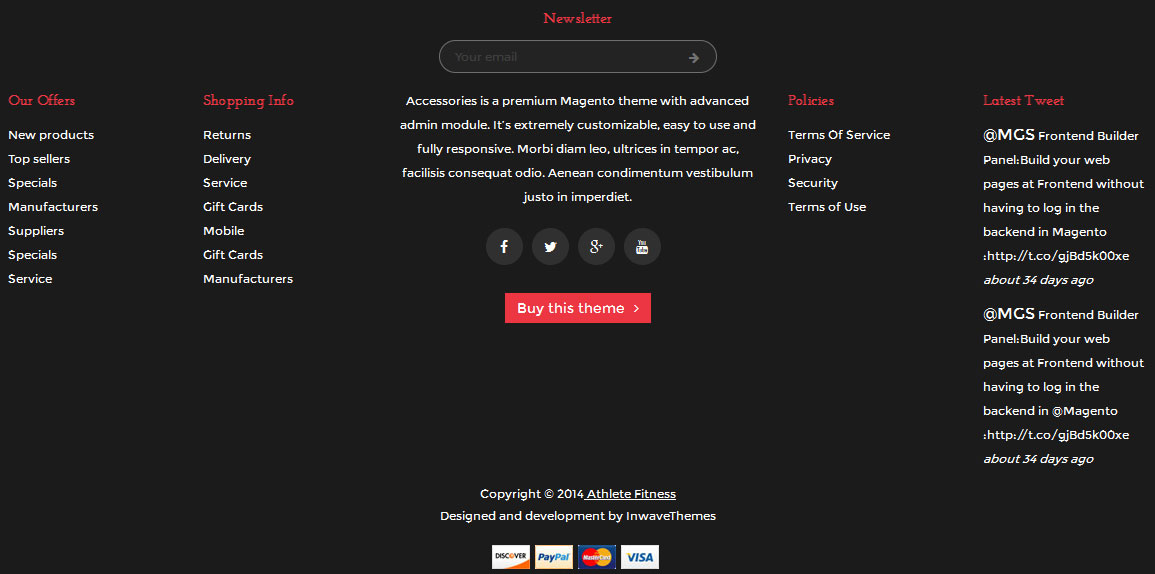 Newsletter
Your email
Our Offers
New products
Top sellers
Specials
Manufacturers
Suppliers
Specials
Service
Shopping Info
Returns
Delivery
Service
Gift Cards
Mobile
Gift Cards
Manufacturers
Accessories is a premium Magento theme with advanced
admin module. It's extremely customizable, easy to use and
fully responsive. Morbi diam leo, ultrices in tempor ac,
facilisis consequat odio. Aenean condimentum vestibulum
justo in imperdiet.
f
g+
You Tube
Buy this theme >
Policies
Terms Of Service
Privacy
Security
Terms of Use
Latest Tweet
@MGS Frontend Builder
Panel:Build your web
pages at Frontend without
having to log in the
backend in Magento
:http://t.co/gjBd5k00xe
about 34 days ago
@MGS Frontend Builder
Panel:Build your web
pages at Frontend without
having to log in the
backend in @Magento
:http://t.co/gjBd5k00xe
about 34 days ago
Copyright © 2014 Athlete Fitness
Designed and development by InwaveThemes
DISCOVER PayPal MasterCard VISA